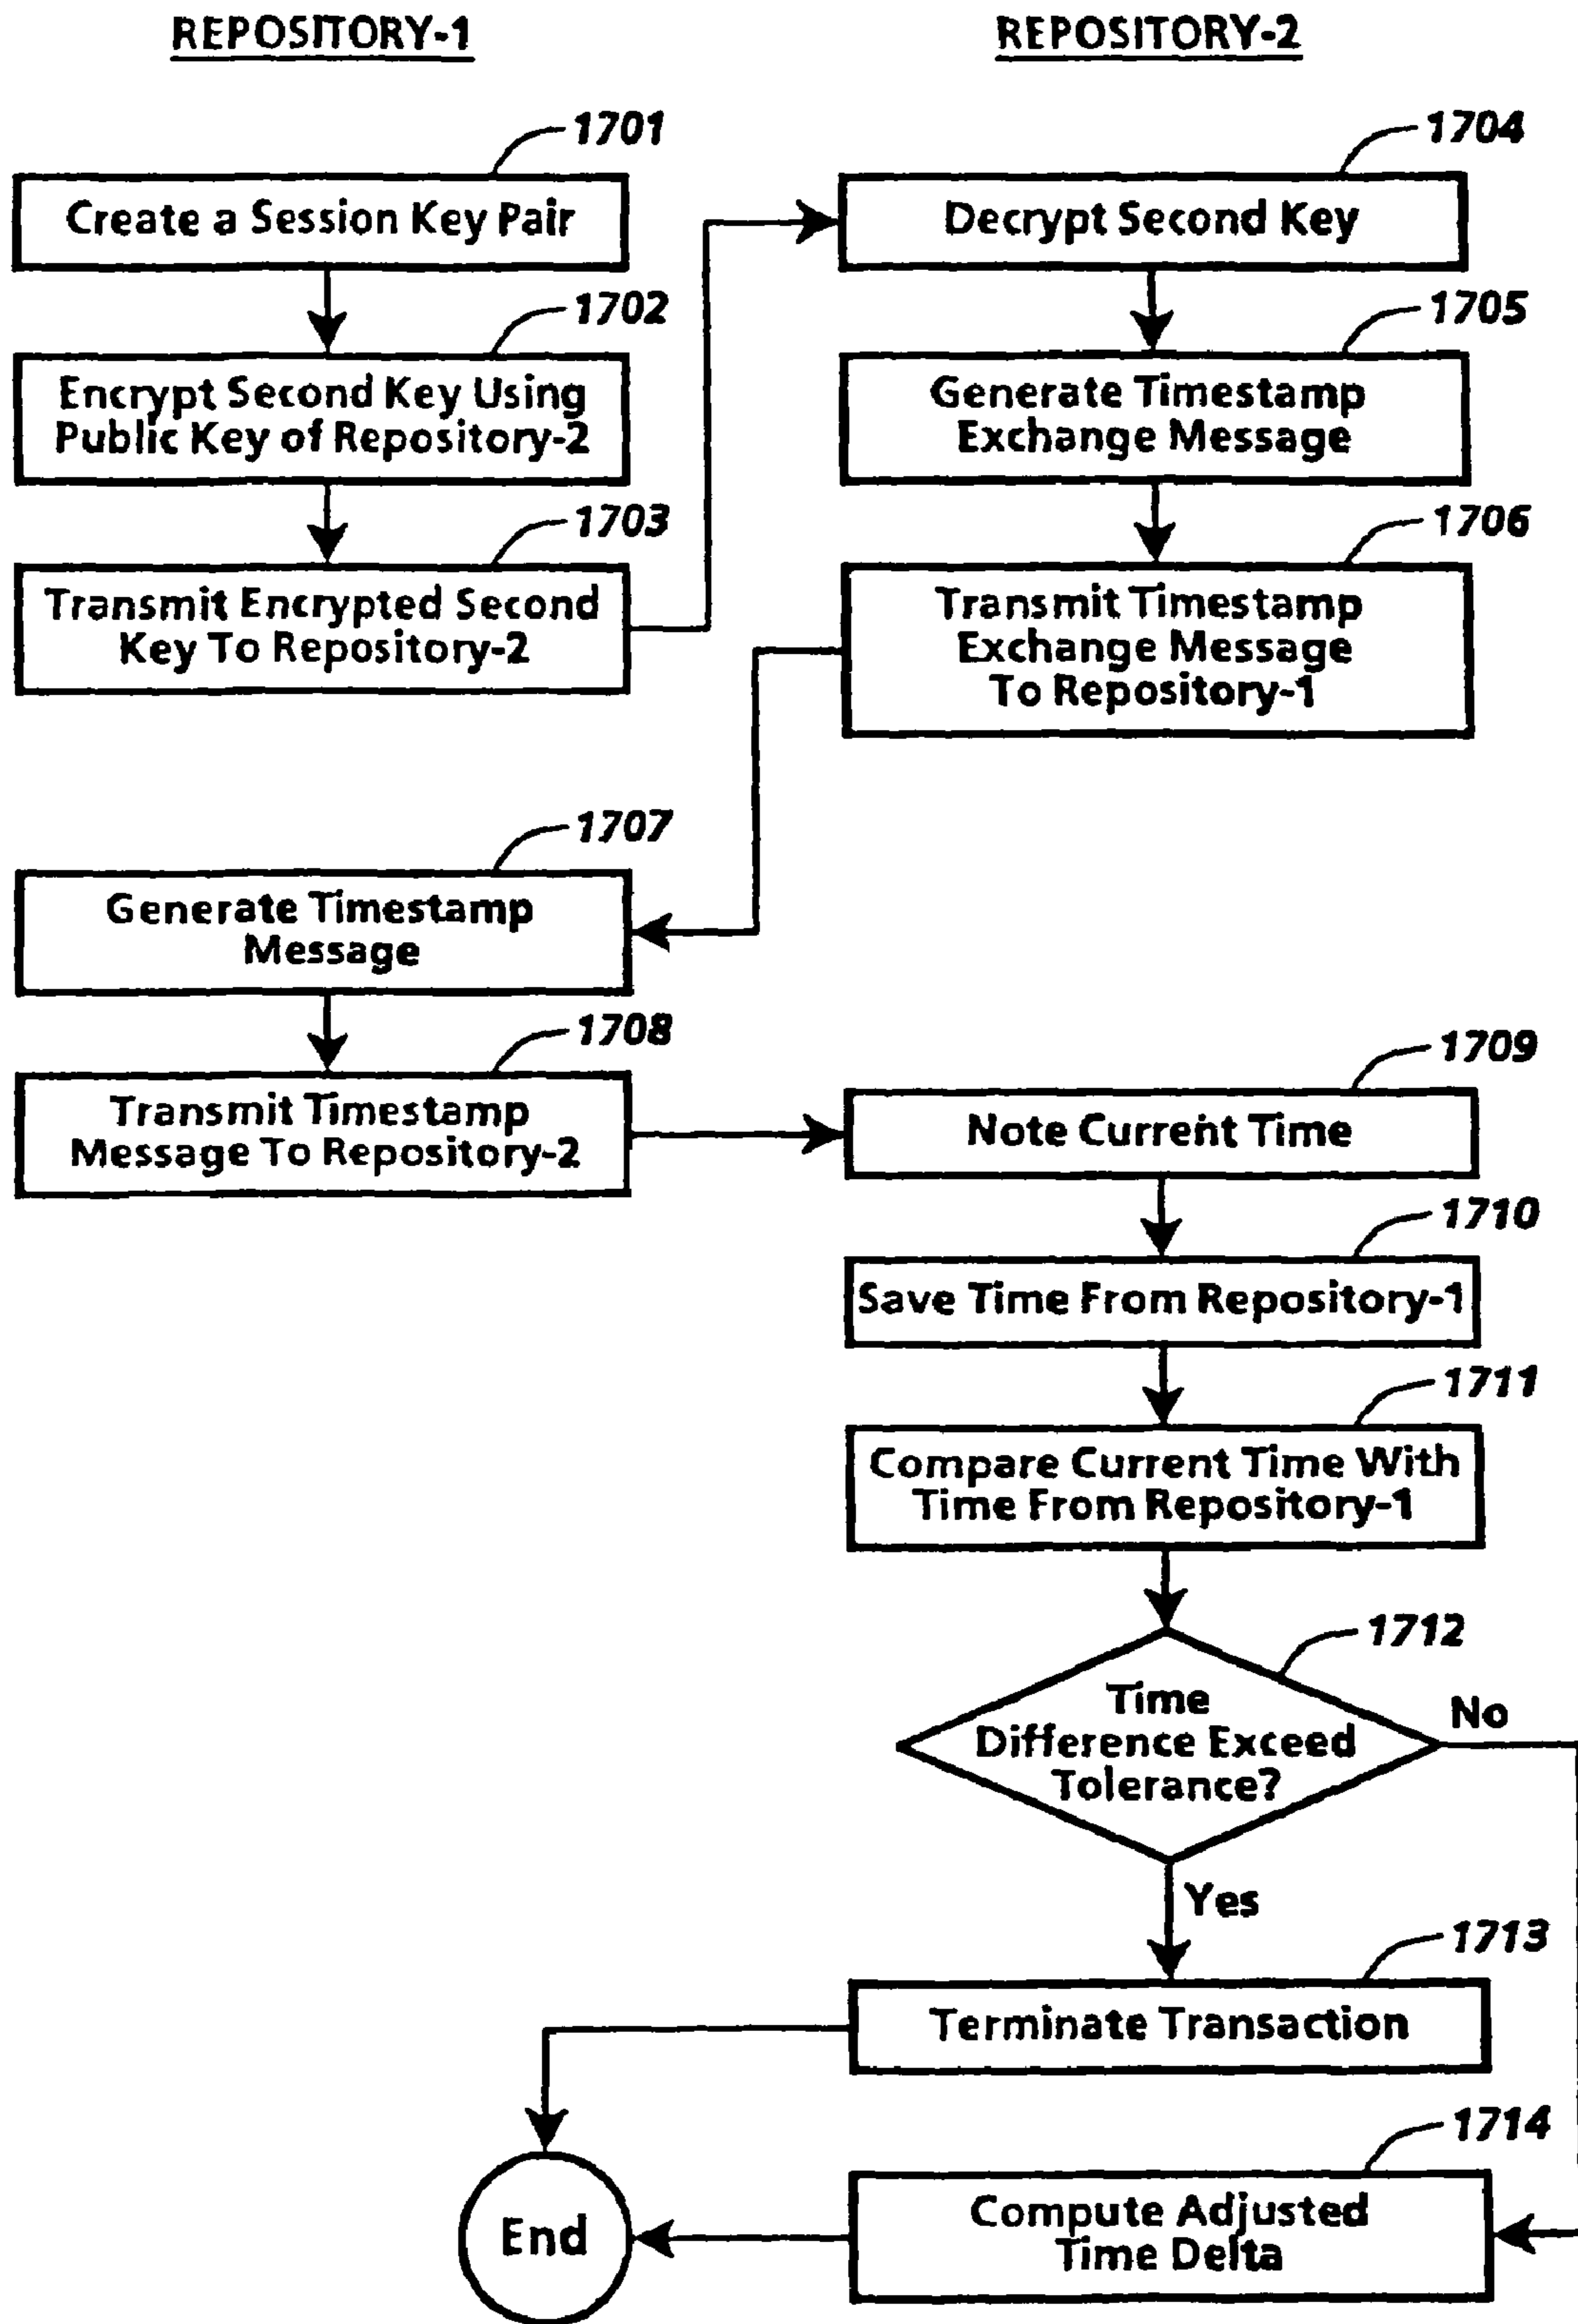 REPOSITORY-1
REPOSITORY-2
1701
Create a Session Key Pair
1702
Encrypt Second Key Using
Public Key of Repository-2
1703
Transmit Encrypted Second
Key To Repository-2
1704
Decrypt Second Key
1705
Generate Timestamp
Exchange Message
1706
Transmit Timestamp
Exchange Message
To Repository-1
1707
Generate Timestamp
Message
1708
Transmit Timestamp
Message To Repository-2
1709
Note Current Time
1710
Save Time From Repository-1
1711
Compare Current Time With
Time From Repository-1
1712
Time
Difference Exceed
Tolerance?
No
Yes
1713
Terminate Transaction
1714
Compute Adjusted
Time Delta
End